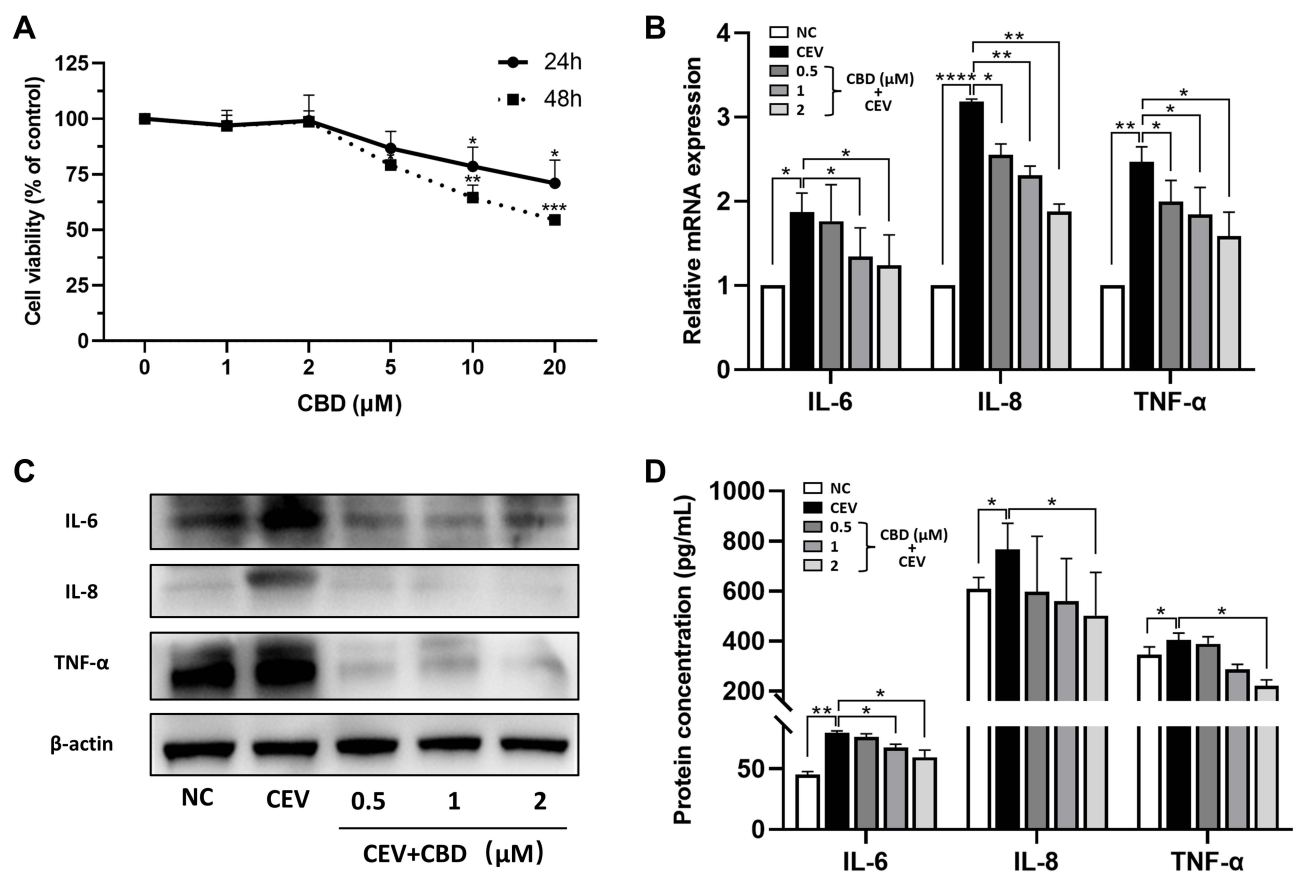 A
Cell viability (% of control)
125
100
75
50
25
0
24h
48h
*
*
**
***
0 1 2 5 10 20
CBD (μM)
B
Relative mRNA expression
4
3
2
1
0
NC
CEV
0.5
1
2
CBD (μM)
+
CEV
* * *
**** * ** **
** * * *
IL-6 IL-8 TNF-α
C
IL-6
IL-8
TNF-α
β-actin
NC CEV 0.5 1 2
CEV+CBD (μM)
D
Protein concentration (pg/mL)
1000
800
600
400
200
50
0
NC
CEV
0.5
1
2
CBD (μM)
+
CEV
** * *
* *
* *
IL-6 IL-8 TNF-α